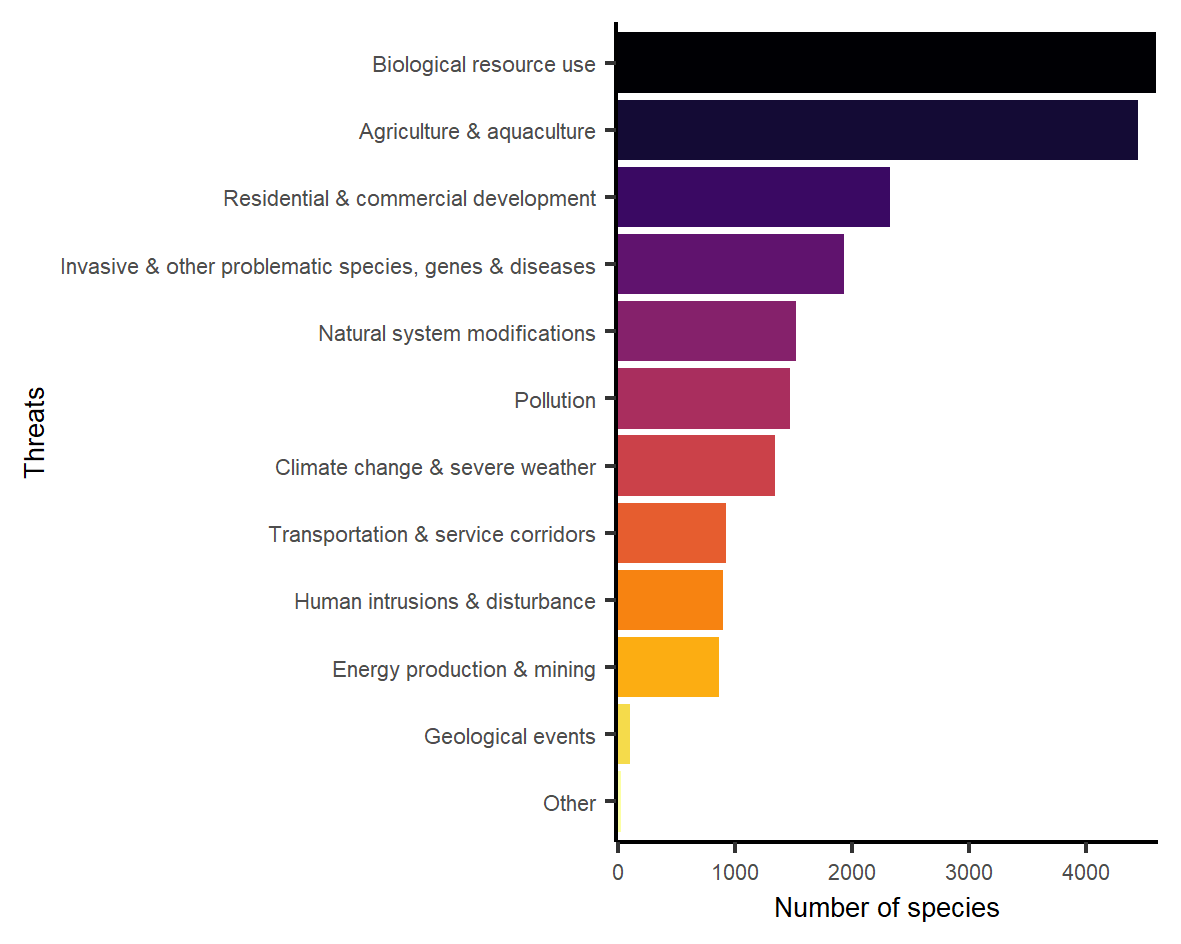 Biological resource use
Agriculture & aquaculture
Residential & commercial development
Invasive & other problematic species, genes & diseases
Natural system modifications
Pollution
Climate change & severe weather
Transportation & service corridors
Human intrusions & disturbance
Energy production & mining
Geological events
Other
Threats
0 1000 2000 3000 4000
Number of species